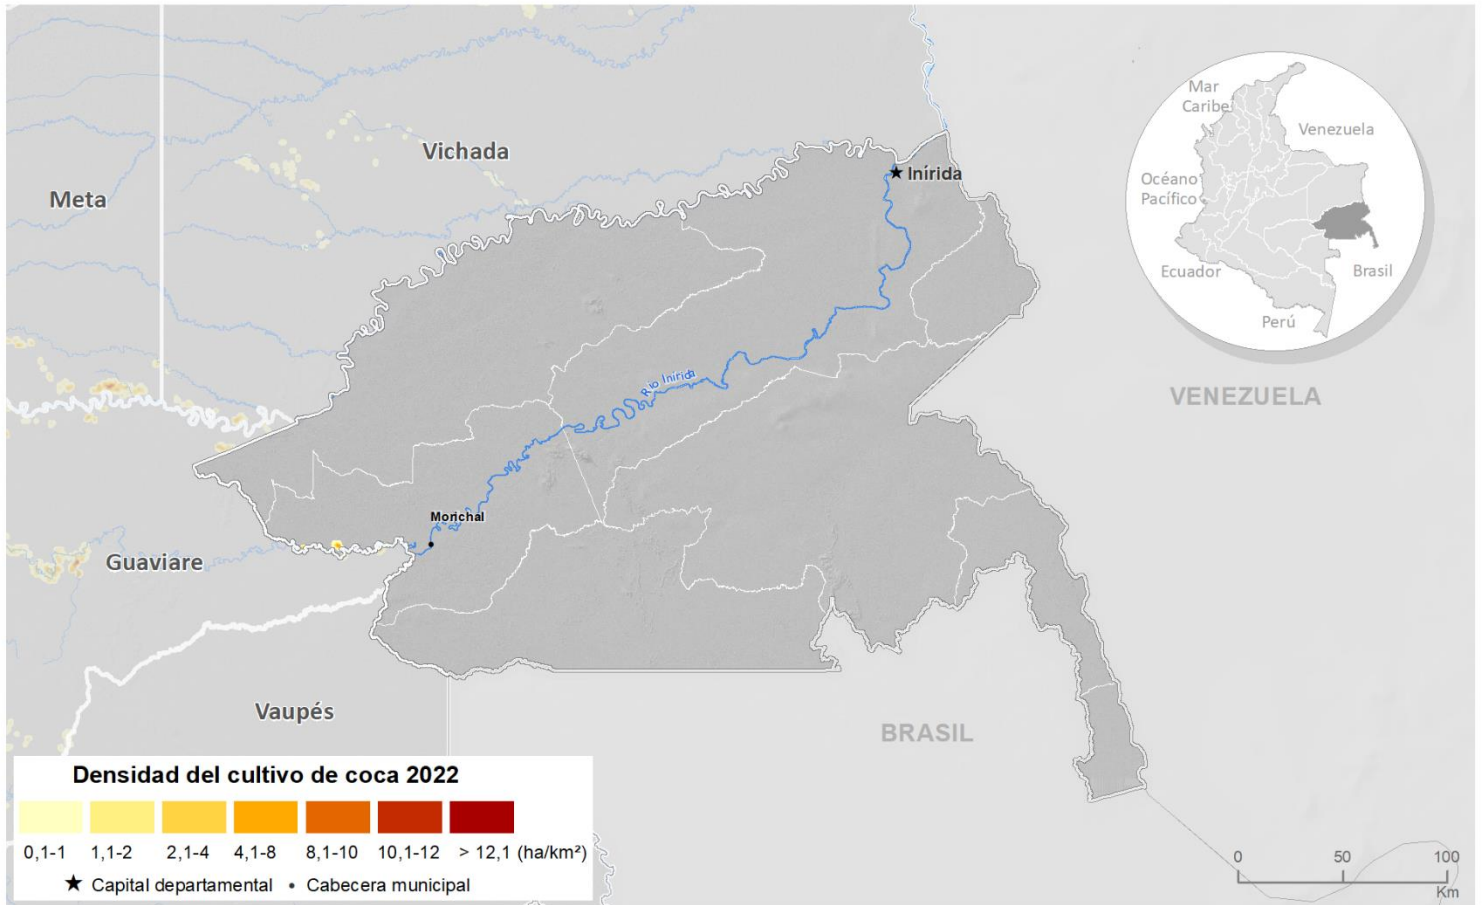 Vichada
Meta
Inírida
Río Inírida
Morichal
Guaviare
Vaupés
VENEZUELA
BRASIL
Mar
Caribe
Venezuela
Océano
Pacífico
Ecuador
Brasil
Perú
Densidad del cultivo de coca 2022
0,1-1 1,1-2 2,1-4 4,1-8 8,1-10 10,1-12 > 12,1 (ha/km²)
★ Capital departamental • Cabecera municipal
0 50 100
Km